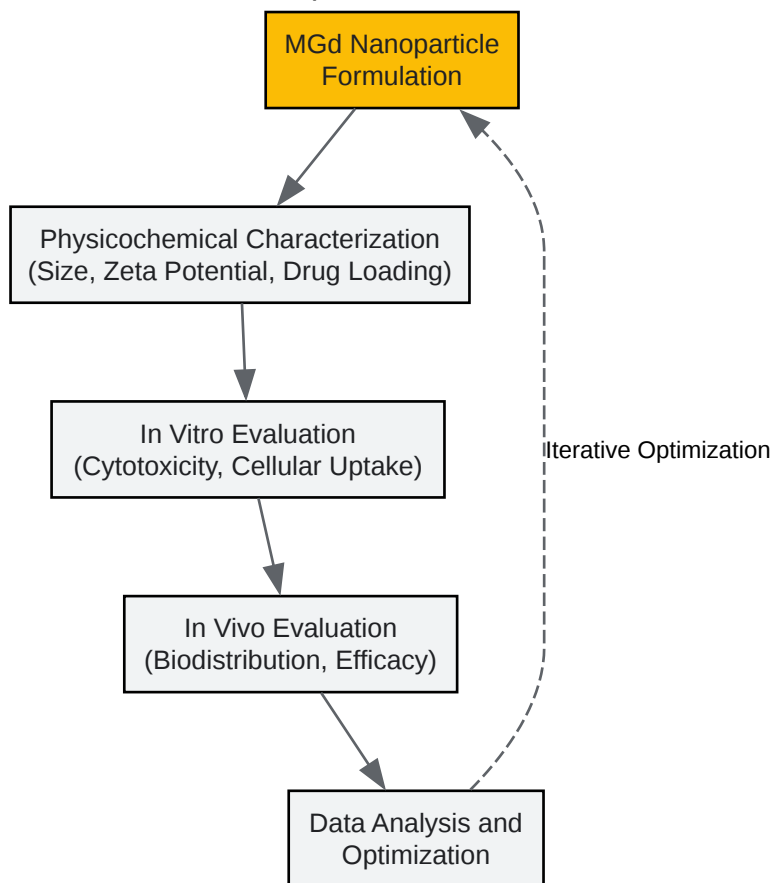 MGd Nanoparticle
Formulation
Physicochemical Characterization
(Size, Zeta Potential, Drug Loading)
In Vitro Evaluation
(Cytotoxicity, Cellular Uptake)
Iterative Optimization
In Vivo Evaluation
(Biodistribution, Efficacy)
Data Analysis and
Optimization